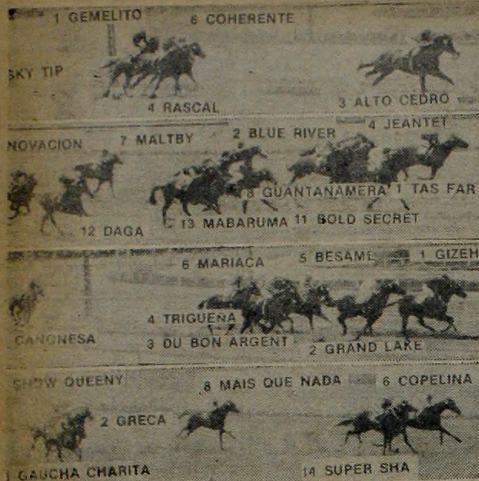 1 GEMELITO 6 COHERENTE
SKY TIP
4 RASCAL 3 ALTO CEDRO
NOVACION 7 MALTBY 2 BLUE RIVER 4 JEANTET
8 GUANTANAMERA 1 TAS FAR
12 DAGA 13 MABARUMA 11 BOLD SECRET
6 MARIACA 5 BESAME 1 GIZEH
4 TRIGUEÑA
CANONESA 3 DU BON ARGENT 2 GRAND LAKE
SHOW QUEENY 8 MAIS QUE NADA 6 COPELINA
2 GRECA
GAUCHA CHARITA 14 SUPER SHA